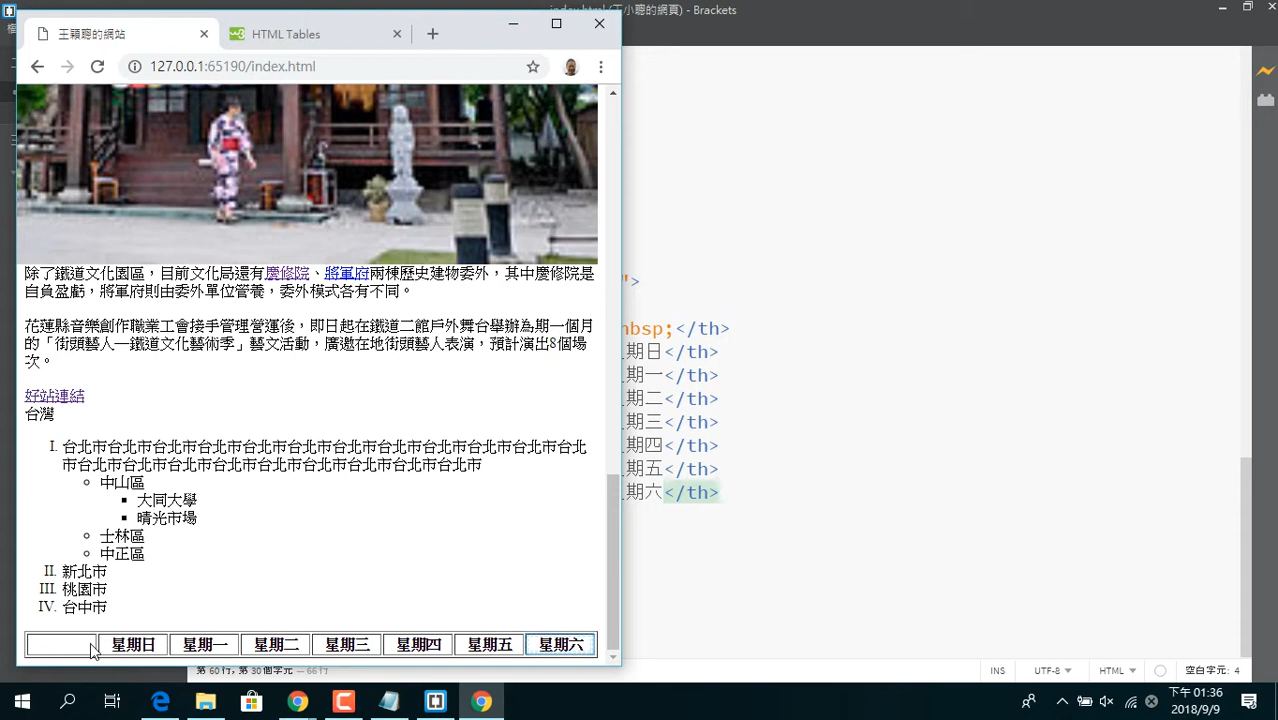 index.html (王小聰的網頁) - Brackets
王穎聰的網站
HTML Tables
127.0.0.1:65190/index.html
除了鐵道文化園區，目前文化局還有慶修院、將軍府兩棟歷史建物委外，其中慶修院是
自負盈虧，將軍府則由委外單位管養，委外模式各有不同。
花蓮縣音樂創作職業工會接手管理營運後，即日起在鐵道二館戶外舞台舉辦為期一個月
的「街頭藝人—鐵道文化藝術季」藝文活動，廣邀在地街頭藝人表演，預計演出8個場
次。
好站連結
台灣
I. 台北市台北市台北市台北市台北市台北市台北市台北市台北市台北市台北市台北
市台北市台北市台北市台北市台北市台北市台北市台北市台北市
中山區
大同大學
晴光市場
士林區
中正區
II. 新北市
III. 桃園市
IV. 台中市
星期日 星期一 星期二 星期三 星期四 星期五 星期六
">
nbsp;</th>
期日</th>
期一</th>
期二</th>
期三</th>
期四</th>
期五</th>
期六</th>
第 60 行, 第 30 個字元 — 66 行
INS UTF-8 HTML 空白字元: 4
下午 01:36
2018/9/9